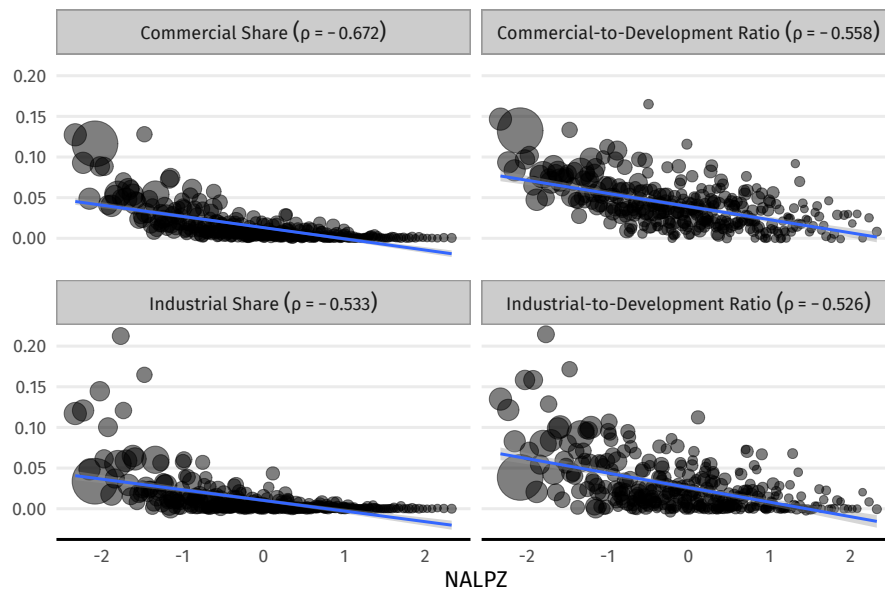 Commercial Share (ρ = −0.672)
Commercial-to-Development Ratio (ρ = −0.558)
0.20
0.15
0.10
0.05
0.00
Industrial Share (ρ = −0.533)
Industrial-to-Development Ratio (ρ = −0.526)
0.20
0.15
0.10
0.05
0.00
-2 -1 0 1 2 -2 -1 0 1 2
NALPZ